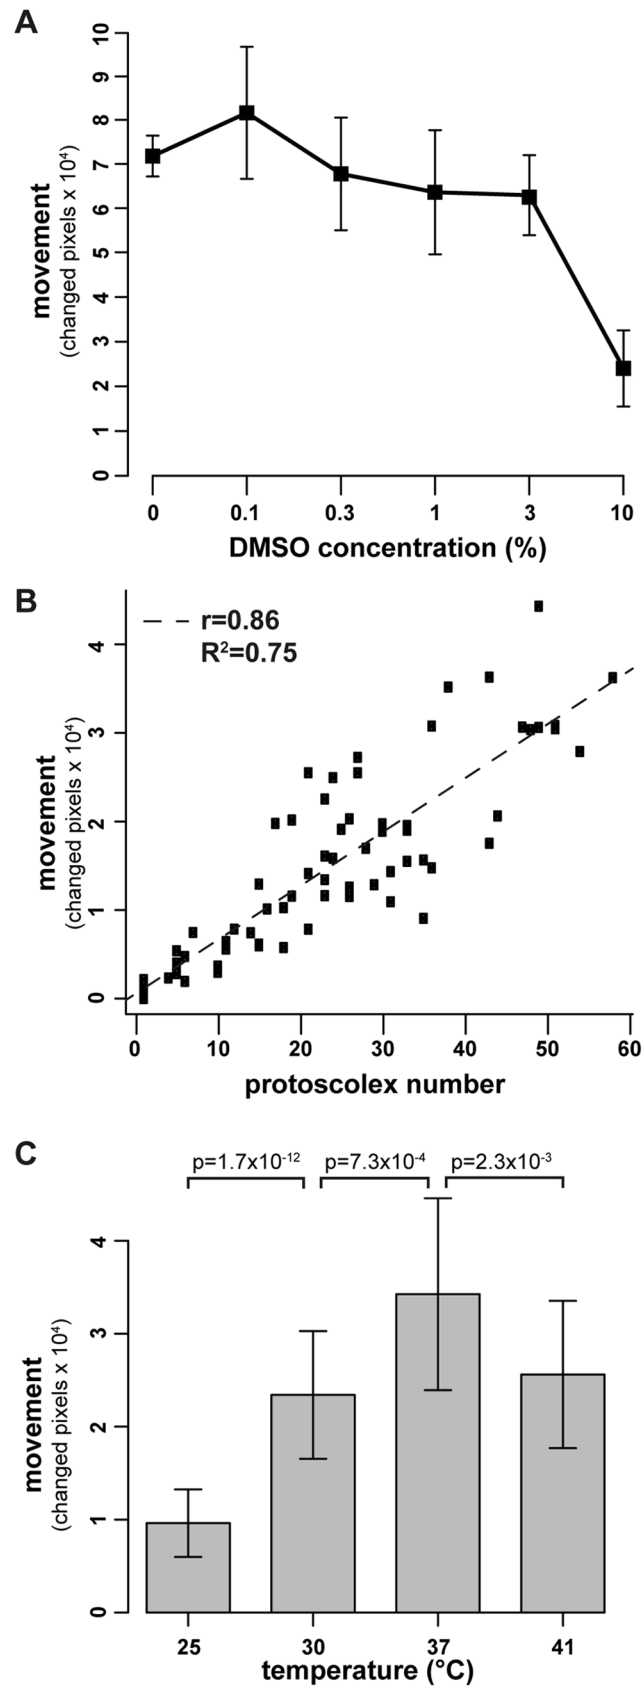 A
10
9
8
7
6
5
4
3
2
1
0
movement
(changed pixels x 10⁴)
0 0.1 0.3 1 3 10
DMSO concentration (%)
B
r=0.86
R²=0.75
4
3
2
1
0
movement
(changed pixels x 10⁴)
0 10 20 30 40 50 60
protoscolex number
C
p=1.7x10⁻¹² p=7.3x10⁻⁴ p=2.3x10⁻³
4
3
2
1
0
movement
(changed pixels x 10⁴)
25 30 37 41
temperature (°C)